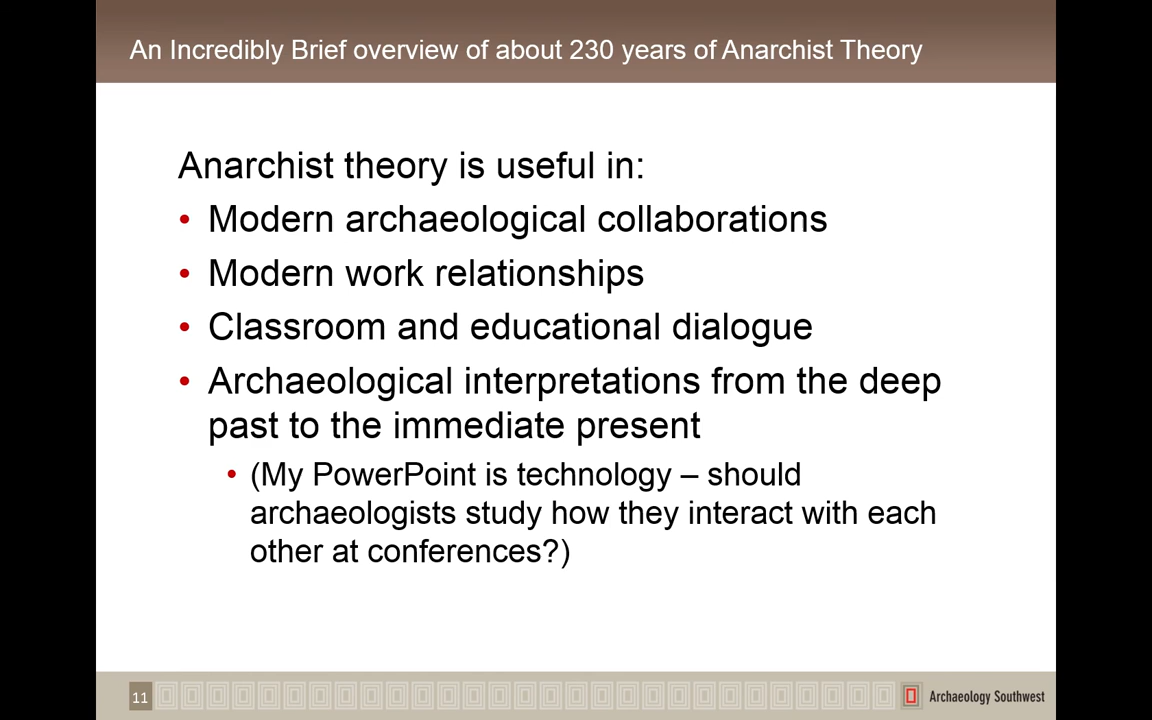 An Incredibly Brief overview of about 230 years of Anarchist Theory
Anarchist theory is useful in:
• Modern archaeological collaborations
• Modern work relationships
• Classroom and educational dialogue
• Archaeological interpretations from the deep
past to the immediate present
• (My PowerPoint is technology – should
archaeologists study how they interact with each
other at conferences?)
11
Archaeology Southwest